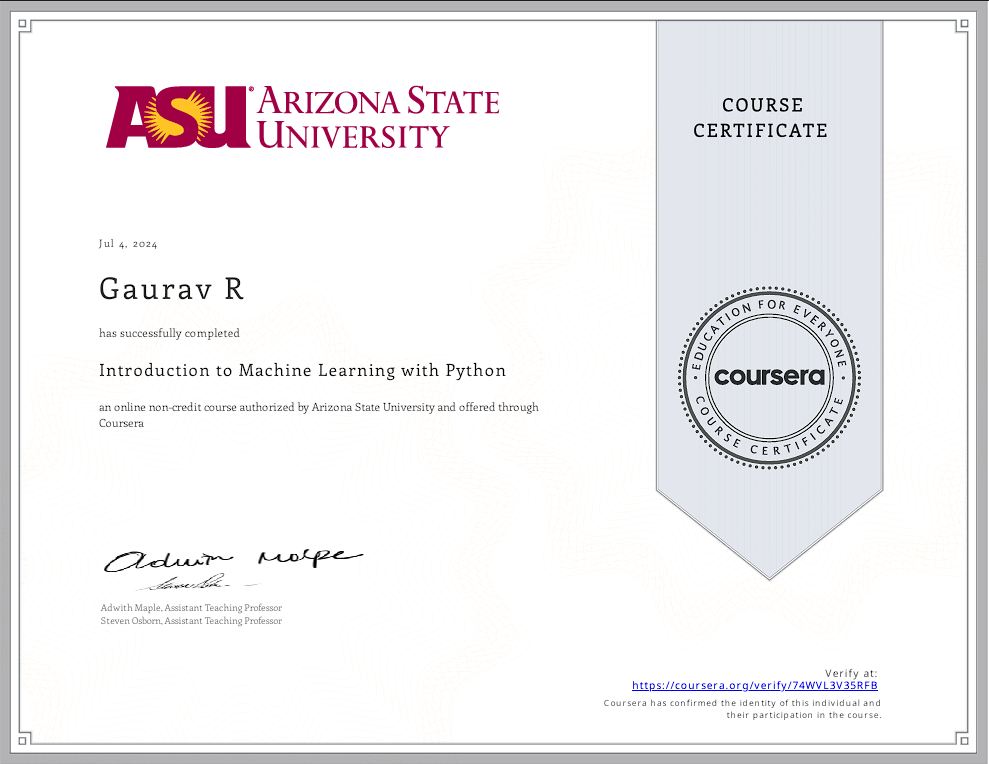 ASU® ARIZONA STATE
UNIVERSITY
COURSE
CERTIFICATE
Jul 4, 2024
Gaurav R
has successfully completed
Introduction to Machine Learning with Python
an online non-credit course authorized by Arizona State University and offered through
Coursera
EDUCATION FOR EVERYONE
coursera
COURSE CERTIFICATE
Adwith Malpe
Adwith Maple, Assistant Teaching Professor
Steven Osborn, Assistant Teaching Professor
Verify at:
https://coursera.org/verify/74WVL3V35RFB
Coursera has confirmed the identity of this individual and
their participation in the course.